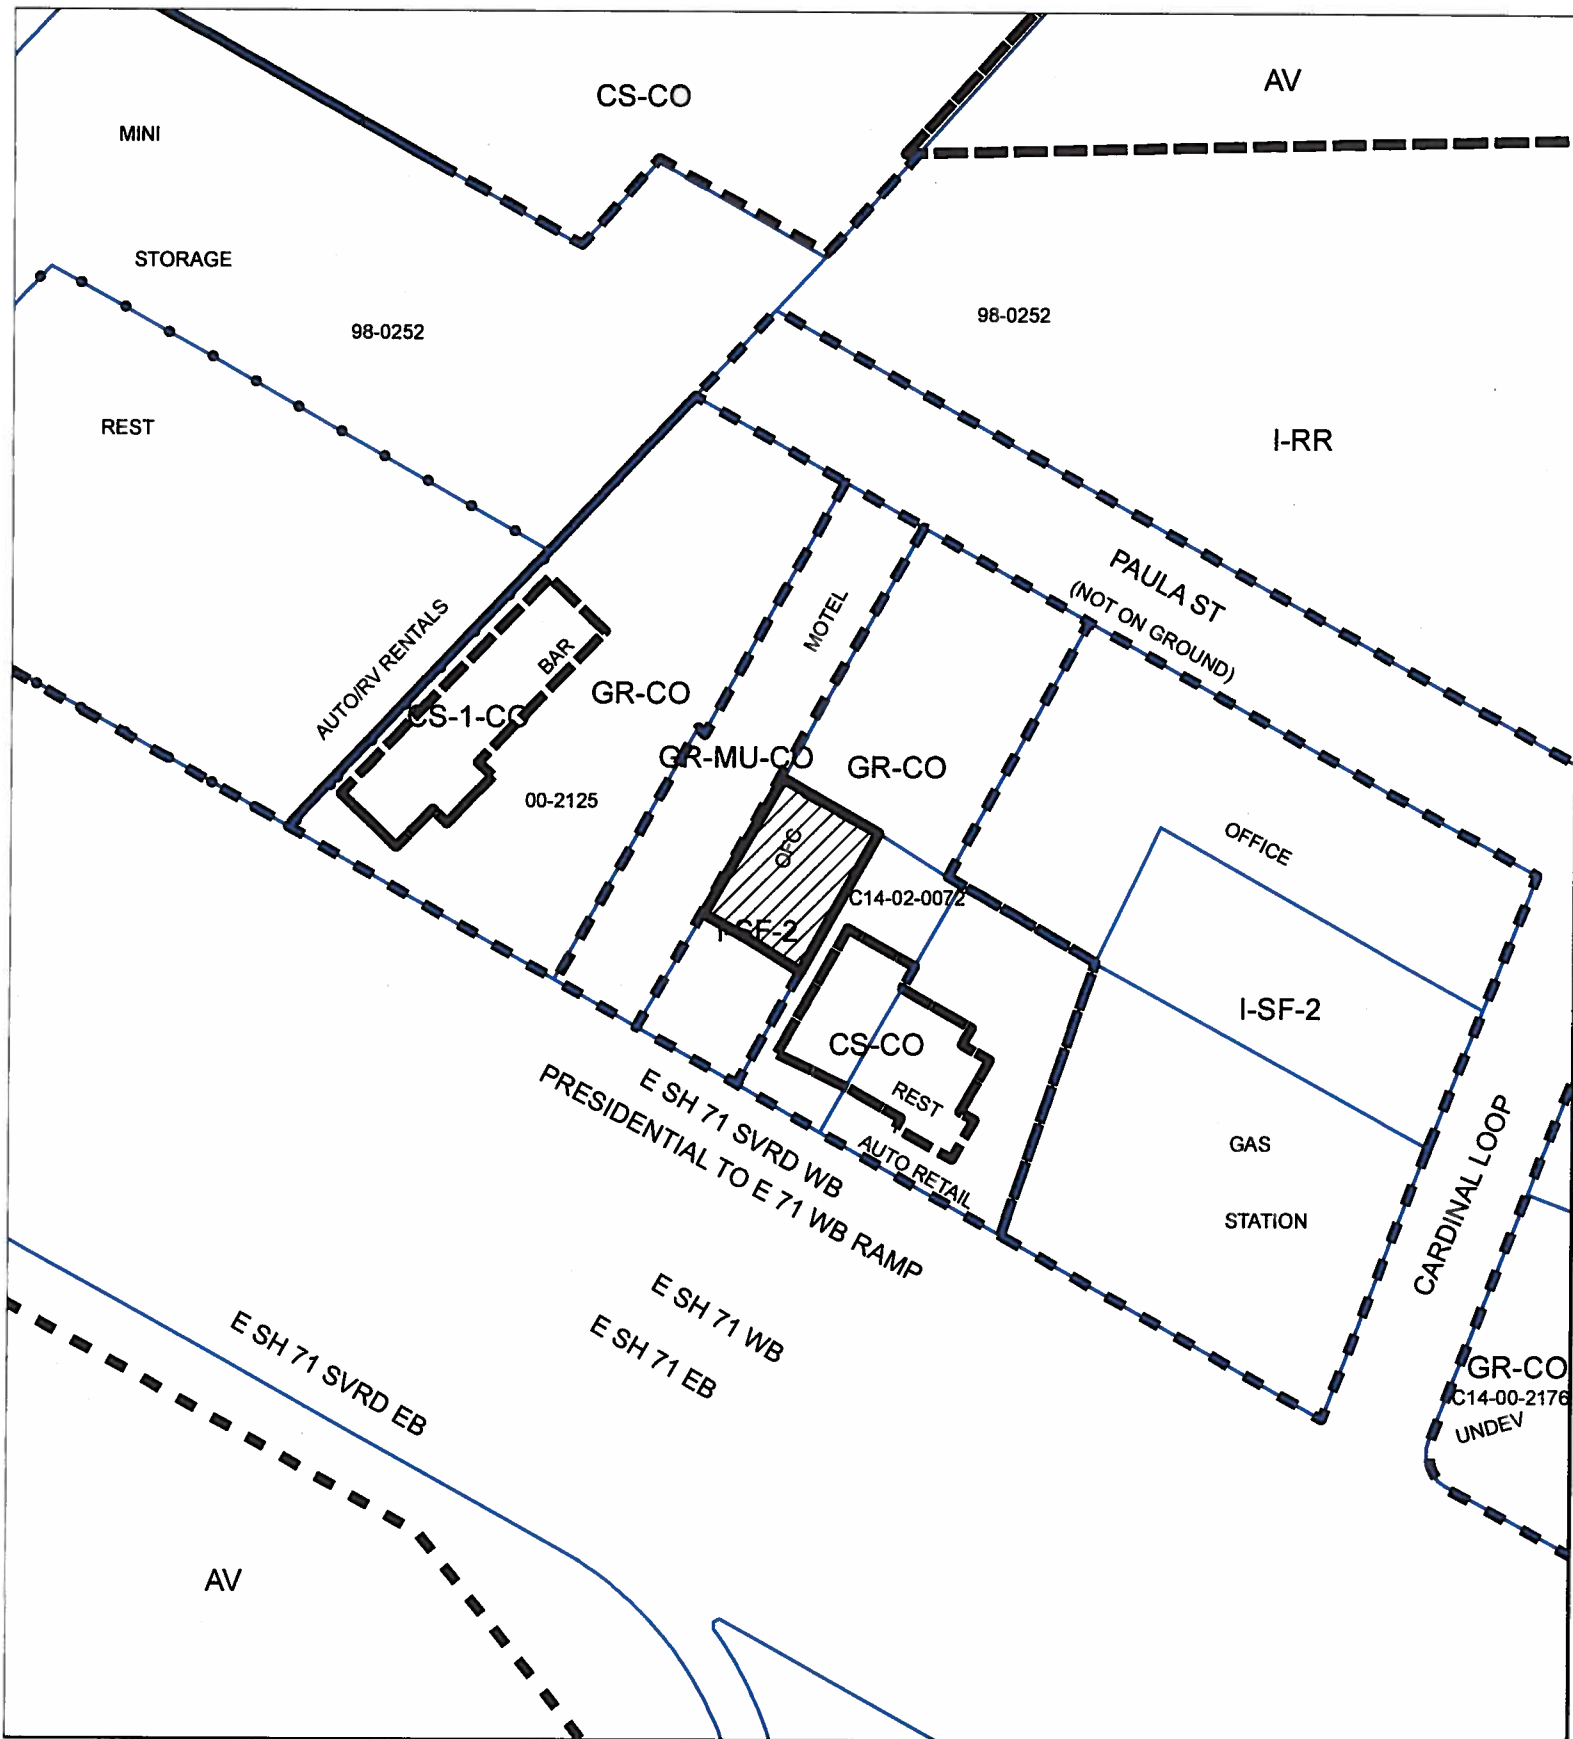 CS-CO
AV
MINI
STORAGE
98-0252
98-0252
REST
I-RR
PAULA ST
(NOT ON GROUND)
MOTEL
AUTO/RV RENTALS
BAR
GR-CO
CS-1-CO
GR-MU-CO
GR-CO
00-2125
OFC
OFFICE
C14-02-0072
I-SF-2
I-SF-2
CS-CO
REST
E SH 71 SVRD WB
PRESIDENTIAL TO E 71 WB RAMP
AUTO RETAIL
GAS
STATION
CARDINAL LOOP
E SH 71 WB
E SH 71 EB
E SH 71 SVRD EB
GR-CO
C14-00-2176
UNDEV
AV